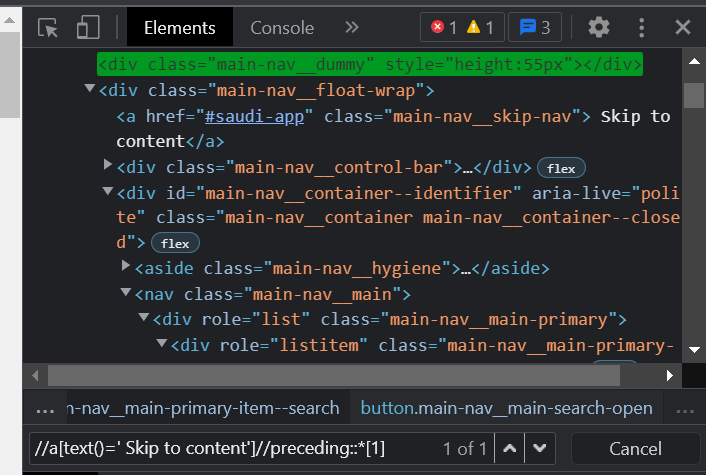 Elements Console » 1 1 3
<div class="main-nav__dummy" style="height:55px"></div>
<div class="main-nav__float-wrap">
<a href="#saudi-app" class="main-nav__skip-nav"> Skip to
content</a>
<div class="main-nav__control-bar">…</div> flex
<div id="main-nav__container--identifier" aria-live="poli
te" class="main-nav__container main-nav__container--close
d"> flex
<aside class="main-nav__hygiene">…</aside>
<nav class="main-nav__main">
<div role="list" class="main-nav__main-primary">
<div role="listitem" class="main-nav__main-primary-
... n-nav__main-primary-item--search button.main-nav__main-search-open ...
//a[text()=' Skip to content']//preceding::*[1] 1 of 1 Cancel